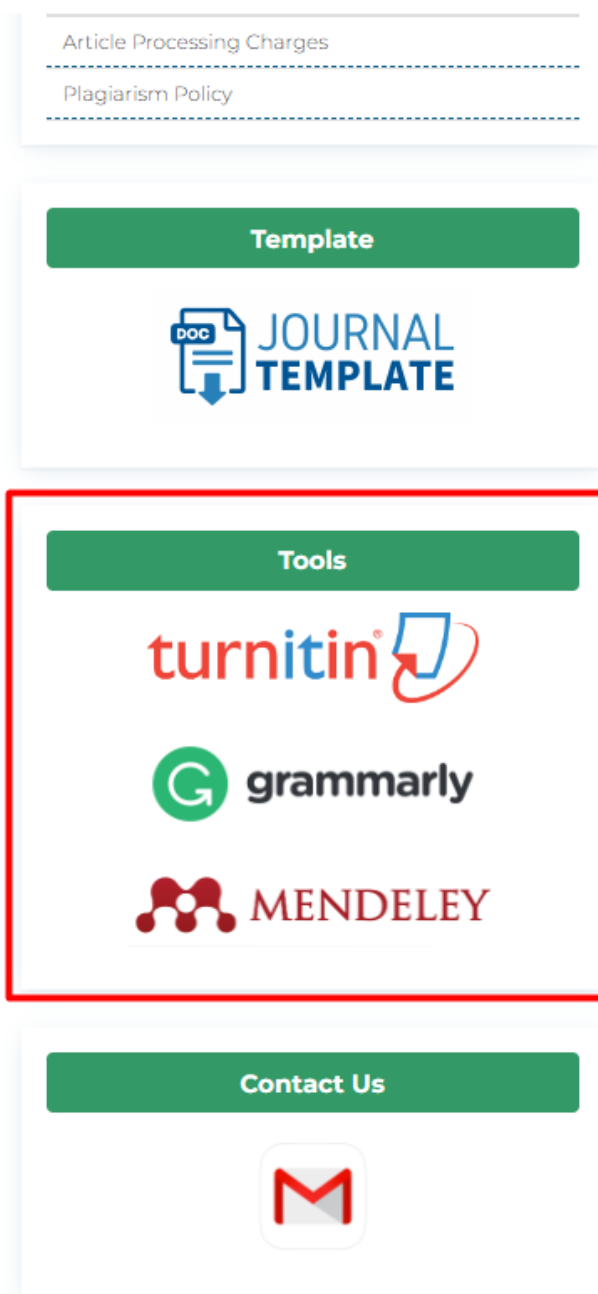 Article Processing Charges
Plagiarism Policy
Template
DOC
JOURNAL
TEMPLATE
Tools
turnitin®
G grammarly
MENDELEY
Contact Us